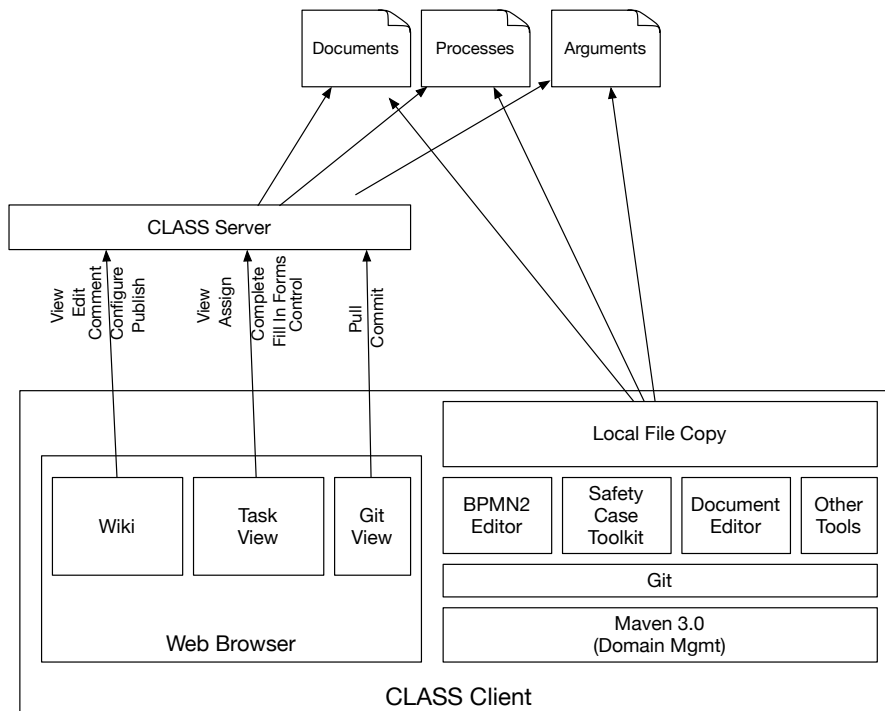 Documents
Processes
Arguments
CLASS Server
View
Edit
Comment
Configure
Publish
View
Assign
Complete
Fill In Forms
Control
Pull
Commit
Local File Copy
Wiki
Task
View
Git
View
BPMN2
Editor
Safety
Case
Toolkit
Document
Editor
Other
Tools
Git
Maven 3.0
(Domain Mgmt)
Web Browser
CLASS Client